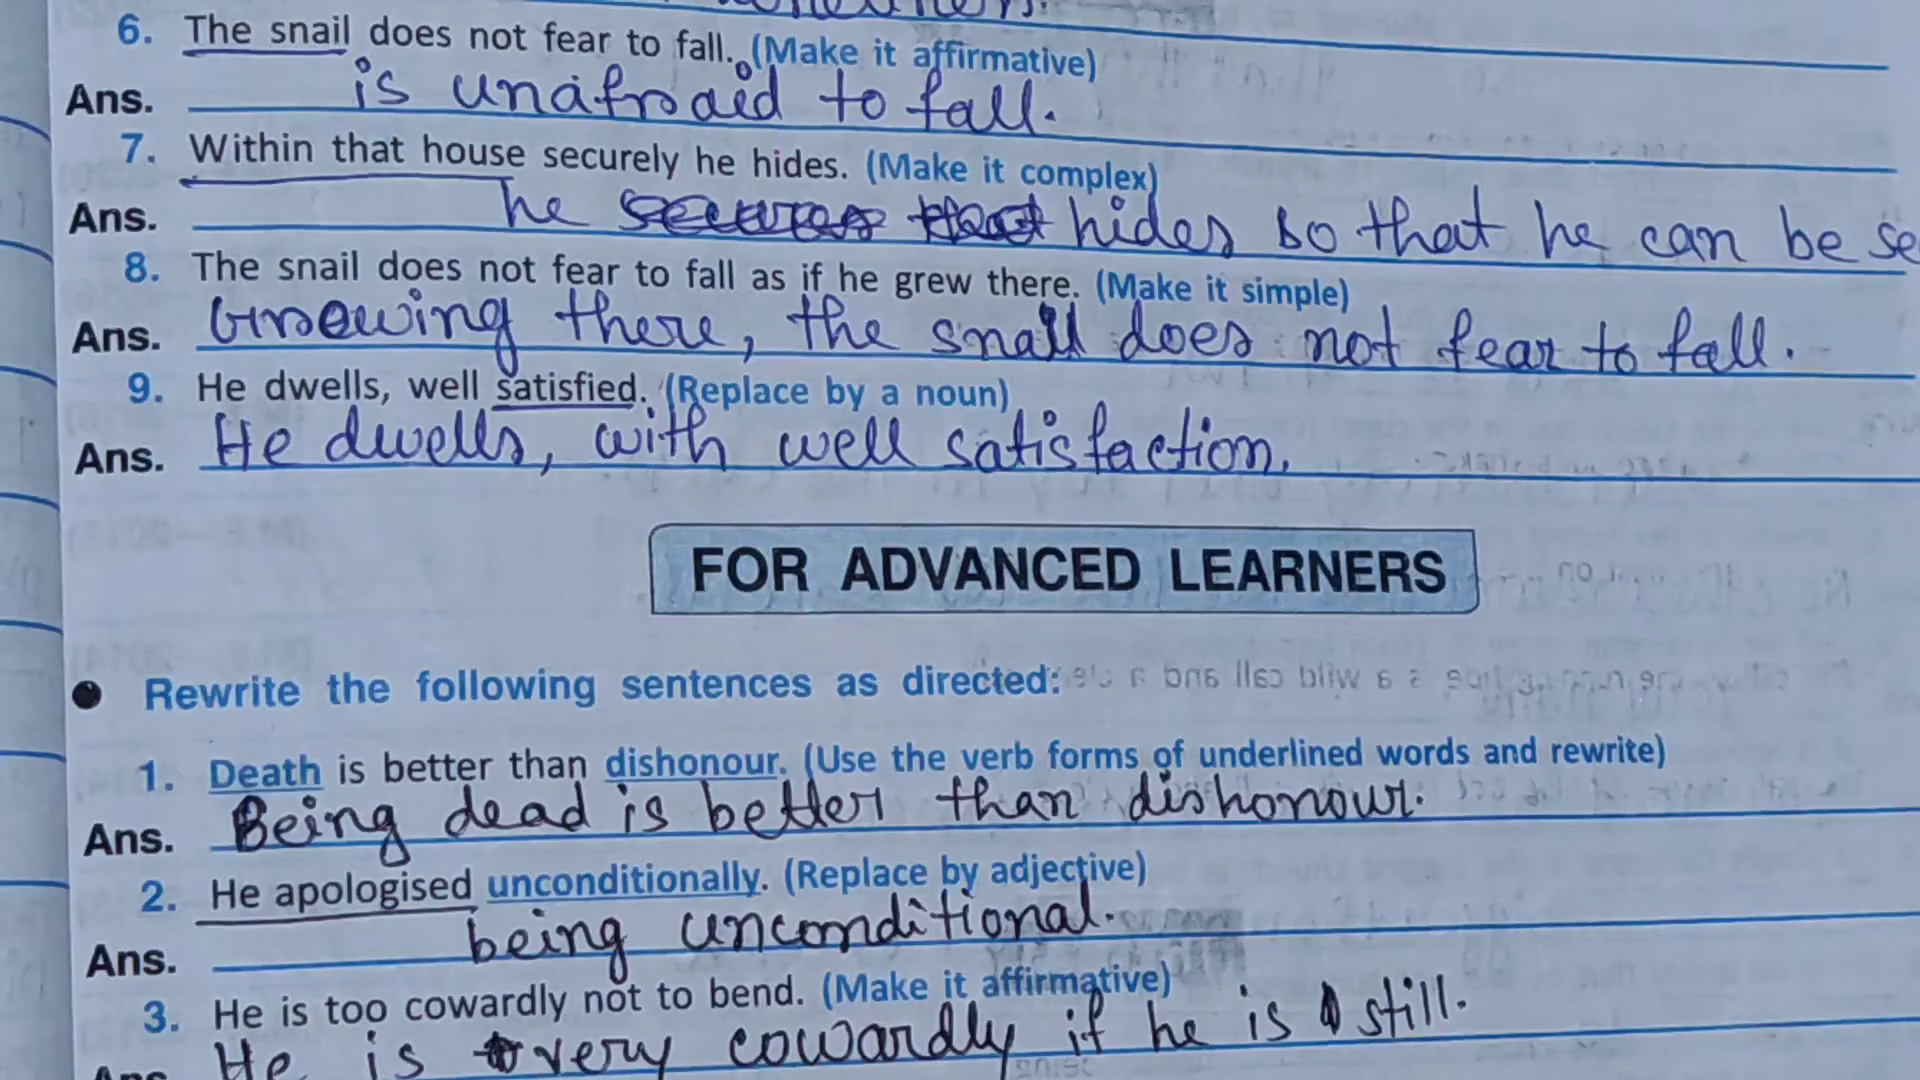 6. The snail does not fear to fall. (Make it affirmative)
Ans. is unafraid to fall.
7. Within that house securely he hides. (Make it complex)
Ans. he hides so that he can be se
8. The snail does not fear to fall as if he grew there. (Make it simple)
Ans. Growing there, the snail does not fear to fall.
9. He dwells, well satisfied. (Replace by a noun)
Ans. He dwells, with well satisfaction.
FOR ADVANCED LEARNERS
● Rewrite the following sentences as directed:
1. Death is better than dishonour. (Use the verb forms of underlined words and rewrite)
Ans. Being dead is better than dishonour.
2. He apologised unconditionally. (Replace by adjective)
Ans. being unconditional.
3. He is too cowardly not to bend. (Make it affirmative)
Ans. He is very cowardly if he is still.